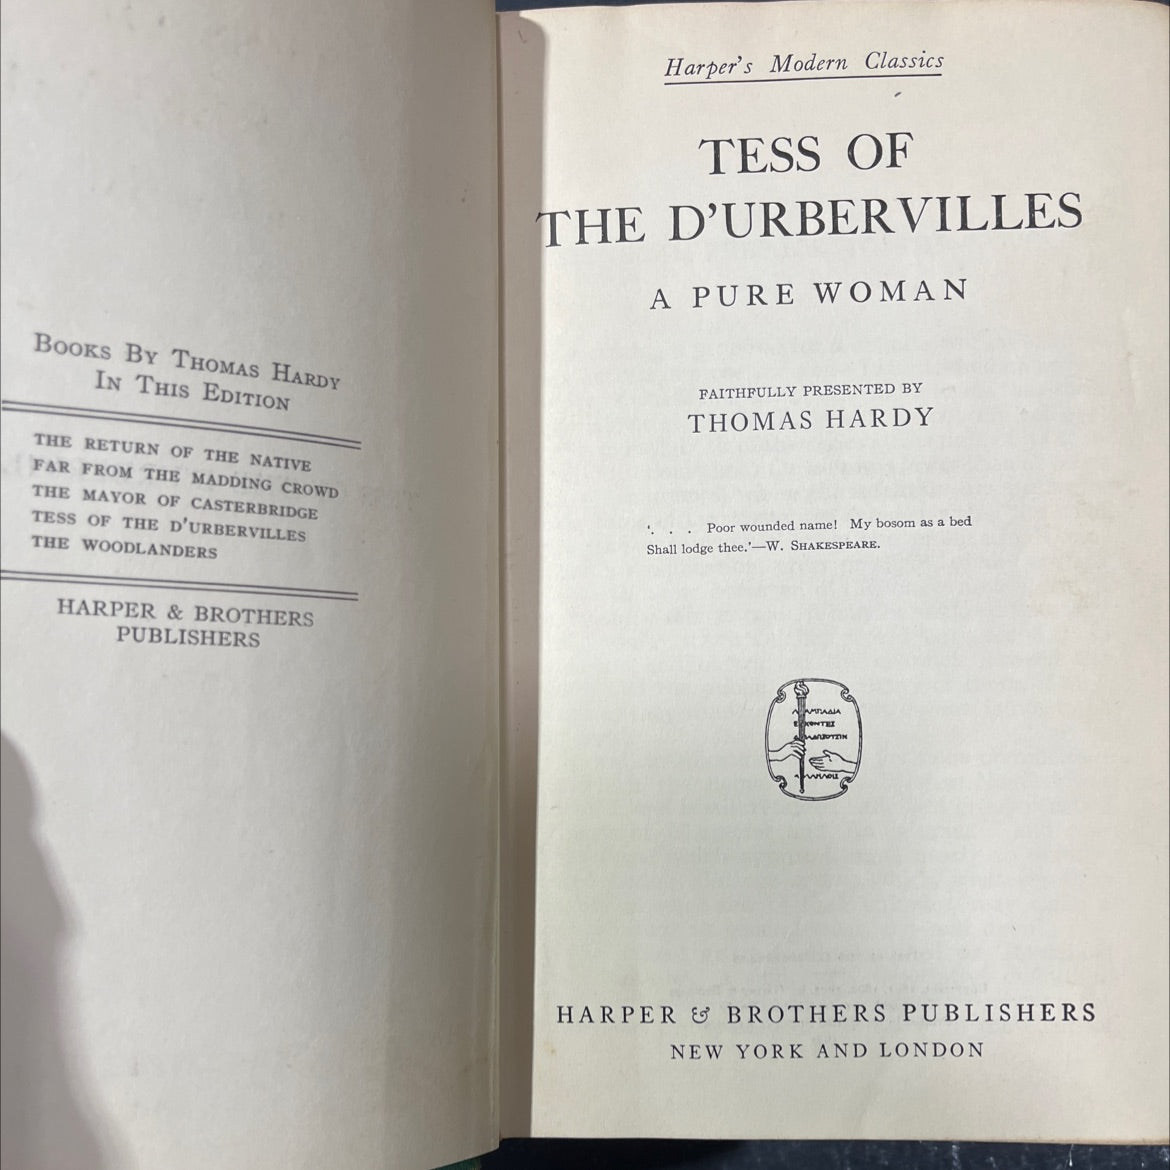 BOOKS BY THOMAS HARDY
IN THIS EDITION
THE RETURN OF THE NATIVE
FAR FROM THE MADDING CROWD
THE MAYOR OF CASTERBRIDGE
TESS OF THE D'URBERVILLES
THE WOODLANDERS
HARPER & BROTHERS
PUBLISHERS
Harper's Modern Classics
TESS OF
THE D'URBERVILLES
A PURE WOMAN
FAITHFULLY PRESENTED BY
THOMAS HARDY
'. . . Poor wounded name! My bosom as a bed
Shall lodge thee.'—W. SHAKESPEARE.
HARPER & BROTHERS PUBLISHERS
NEW YORK AND LONDON